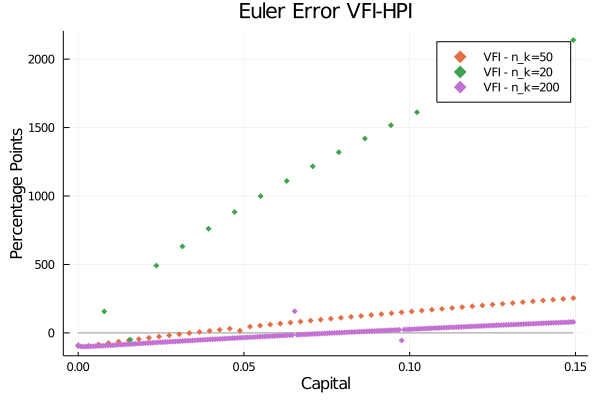 Euler Error VFI-HPI
VFI - n_k=50
VFI - n_k=20
VFI - n_k=200
Percentage Points
2000
1500
1000
500
0
0.00
0.05
0.10
0.15
Capital